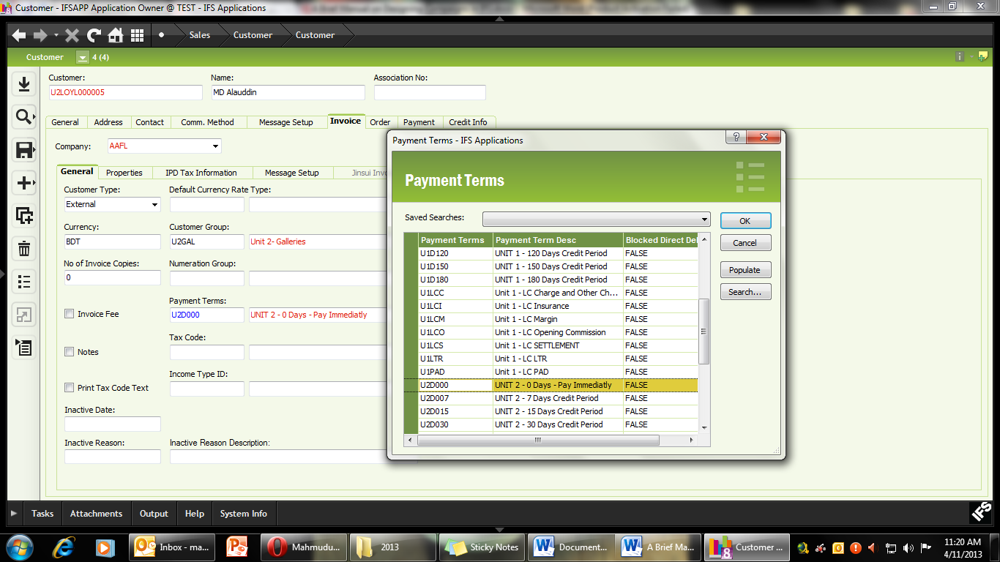 Customer - IFSAPP Application Owner @ TEST - IFS Applications
Sales Customer Customer
Customer 4 (4)
Customer: Name: Association No:
U2LOYL000005 MD Alauddin
General Address Contact Comm. Method Message Setup Invoice Order Payment Credit Info
Company: AAFL
General Properties IPD Tax Information Message Setup Jinsui Invo
Customer Type: Default Currency Rate Type:
External
Currency: Customer Group:
BDT U2GAL Unit 2- Galleries
No of Invoice Copies: Numeration Group:
0
Payment Terms:
Invoice Fee U2D000 UNIT 2 - 0 Days - Pay Immediatly
Tax Code:
Notes
Income Type ID:
Print Tax Code Text
Inactive Date:
Inactive Reason: Inactive Reason Description:
Payment Terms - IFS Applications
Payment Terms
Saved Searches:
OK
Cancel
Populate
Search...
Payment Terms Payment Term Desc Blocked Direct De
U1D120 UNIT 1 - 120 Days Credit Period FALSE
U1D150 UNIT 1 - 150 Days Credit Period FALSE
U1D180 UNIT 1 - 180 Days Credit Period FALSE
U1LCC Unit 1 - LC Charge and Other Ch... FALSE
U1LCI Unit 1 - LC Insurance FALSE
U1LCM Unit 1 - LC Margin FALSE
U1LCO Unit 1 - LC Opening Commission FALSE
U1LCS Unit 1 - LC SETTLEMENT FALSE
U1LTR Unit 1 - LC LTR FALSE
U1PAD Unit 1 - LC PAD FALSE
U2D000 UNIT 2 - 0 Days - Pay Immediatly FALSE
U2D007 UNIT 2 - 7 Days Credit Period FALSE
U2D015 UNIT 2 - 15 Days Credit Period FALSE
U2D030 UNIT 2 - 30 Days Credit Period FALSE
Tasks Attachments Output Help System Info IFS
Inbox - ma... Mahmudu... 2013 Sticky Notes Document... A Brief Ma... Customer ... 11:20 AM
4/11/2013